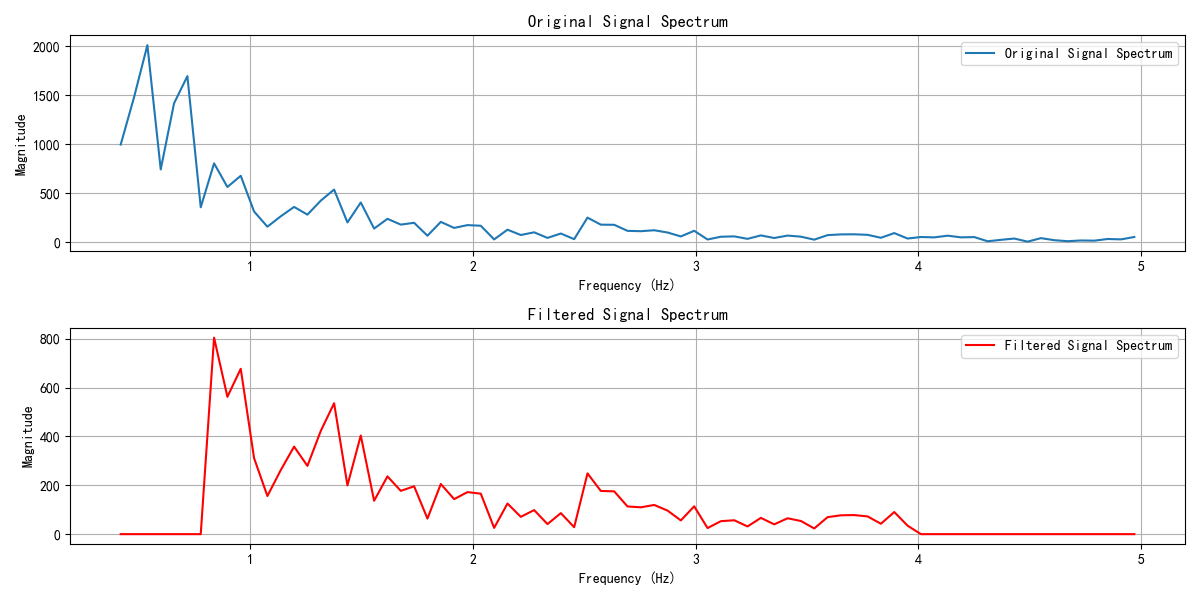 Original Signal Spectrum
Original Signal Spectrum
2000
1500
1000
500
0
Magnitude
1 2 3 4 5
Frequency (Hz)
Filtered Signal Spectrum
Filtered Signal Spectrum
800
600
400
200
0
Magnitude
1 2 3 4 5
Frequency (Hz)